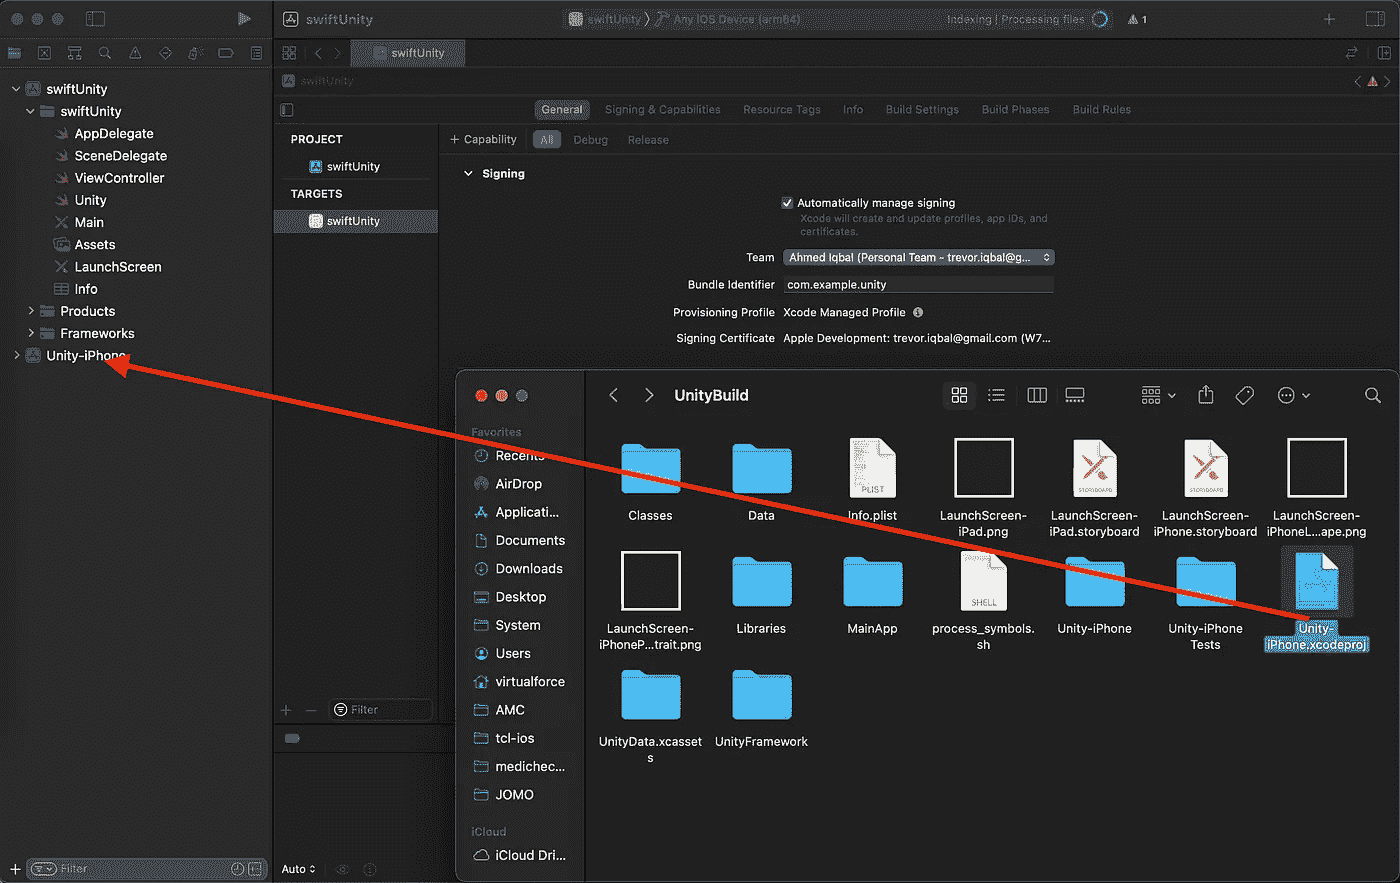 swiftUnity
swiftUnity
Any iOS Device (arm64)
Indexing | Processing files
1
swiftUnity
swiftUnity
swiftUnity
swiftUnity
AppDelegate
SceneDelegate
ViewController
Unity
Main
Assets
LaunchScreen
Info
Products
Frameworks
Unity-iPhone
Filter
General
Signing & Capabilities
Resource Tags
Info
Build Settings
Build Phases
Build Rules
PROJECT
swiftUnity
TARGETS
swiftUnity
Filter
+ Capability
All
Debug
Release
Signing
Automatically manage signing
Xcode will create and update profiles, app IDs, and
certificates.
Team
Ahmed Iqbal (Personal Team - trevor.iqbal@g...
Bundle Identifier
com.example.unity
Provisioning Profile
Xcode Managed Profile
Signing Certificate
Apple Development: trevor.iqbal@gmail.com (W7...
Auto
UnityBuild
Favorites
Recents
AirDrop
Applicati...
Documents
Downloads
Desktop
System
Users
virtualforce
AMC
tcl-ios
medichec...
JOMO
iCloud
iCloud Dri...
Classes
Data
PLIST
Info.plist
LaunchScreen-
iPad.png
STORYBOARD
LaunchScreen-
iPad.storyboard
STORYBOARD
LaunchScreen-
iPhone.storyboard
LaunchScreen-
iPhoneL...ape.png
LaunchScreen-
iPhoneP...trait.png
Libraries
MainApp
SHELL
process_symbols.
sh
Unity-iPhone
Unity-iPhone
Tests
Unity-
iPhone.xcodeproj
UnityData.xcasset
s
UnityFramework